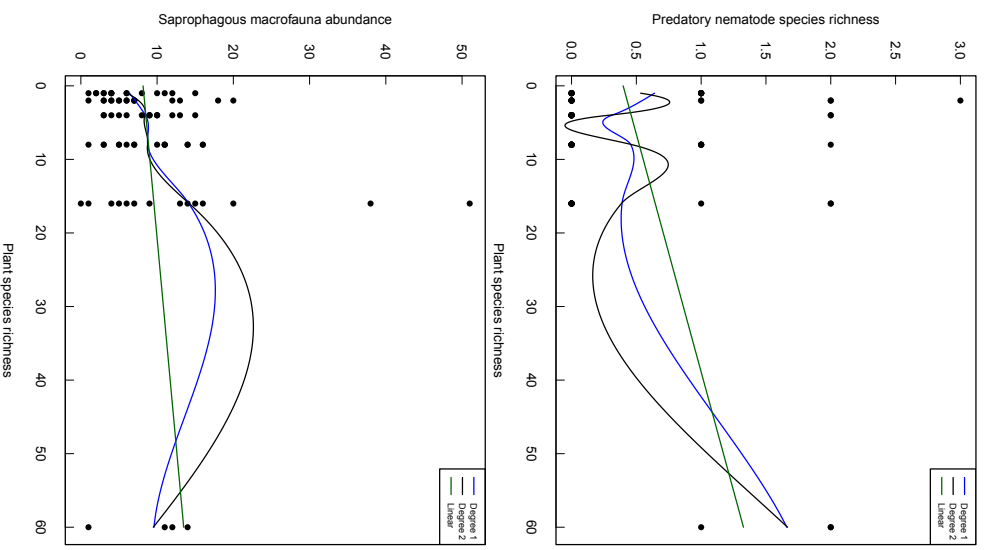 Saprophagous macrofauna abundance
0 10 20 30 40 50
0 10 20 30 40 50 60
Plant species richness
Degree 1
Degree 2
Linear
Predatory nematode species richness
0.0 0.5 1.0 1.5 2.0 2.5 3.0
0 10 20 30 40 50 60
Plant species richness
Degree 1
Degree 2
Linear